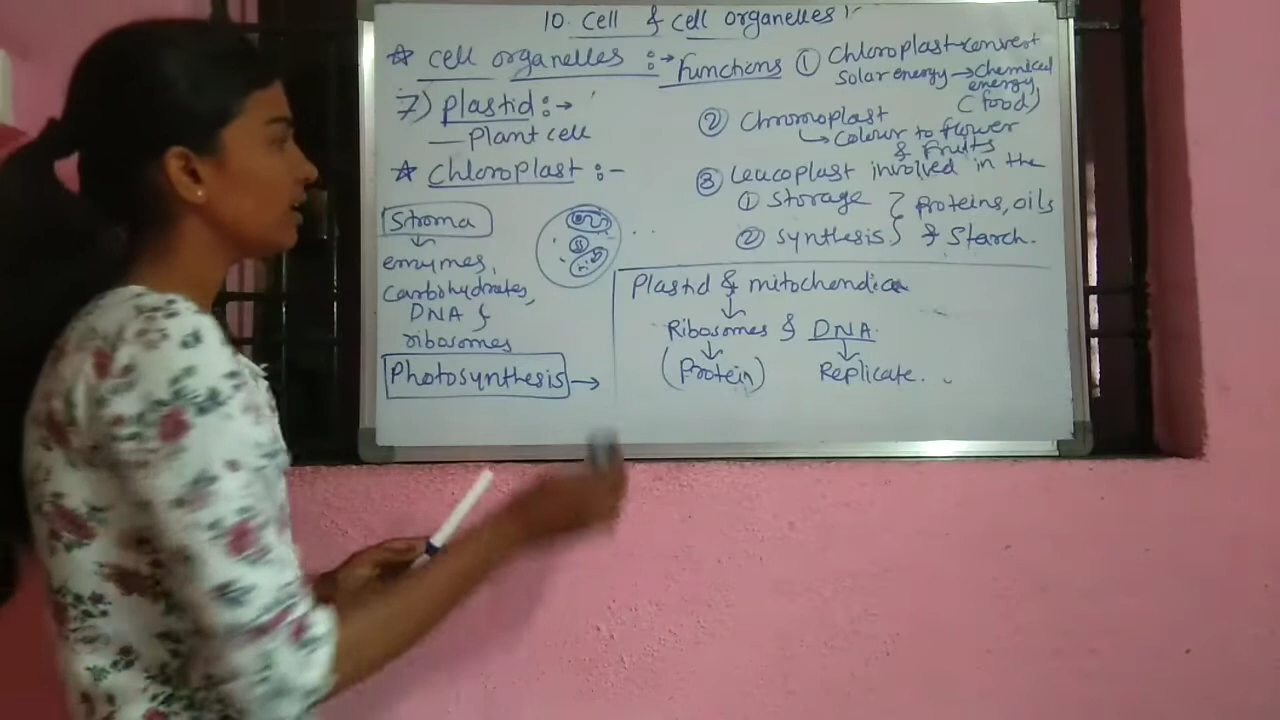 10. Cell & cell organelles :-
☆ cell organelles :→ Functions
7) Plastid :→
— Plant cell
☆ Chloroplast :-
Stroma
enzymes,
carbohydrates,
DNA &
ribosomes
Photosynthesis →
① Chloroplast-convert
solar energy → Chemical
energy
(food)
② Chromoplast
↳ Colour to flower
& Fruits
③ Leucoplast involved in the
① Storage } proteins, oils
② synthesis } & Starch.
Plastid & mitochondia
↓
Ribosomes & DNA.
↓ ↓
(Protein) Replicate.